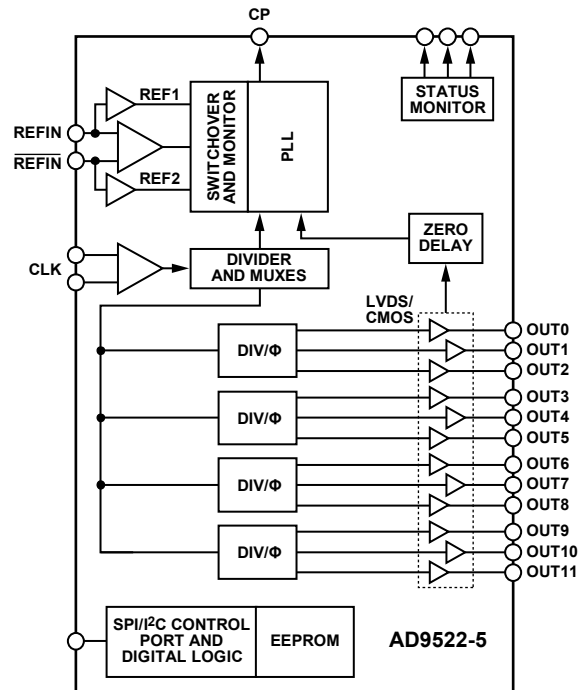 CP
REFIN
REFIN
REF1
REF2
SWITCHOVER
AND MONITOR
PLL
STATUS
MONITOR
CLK
DIVIDER
AND MUXES
ZERO
DELAY
LVDS/
CMOS
DIV/Φ
OUT0
OUT1
OUT2
DIV/Φ
OUT3
OUT4
OUT5
DIV/Φ
OUT6
OUT7
OUT8
DIV/Φ
OUT9
OUT10
OUT11
SPI/I²C CONTROL
PORT AND
DIGITAL LOGIC
EEPROM
AD9522-5